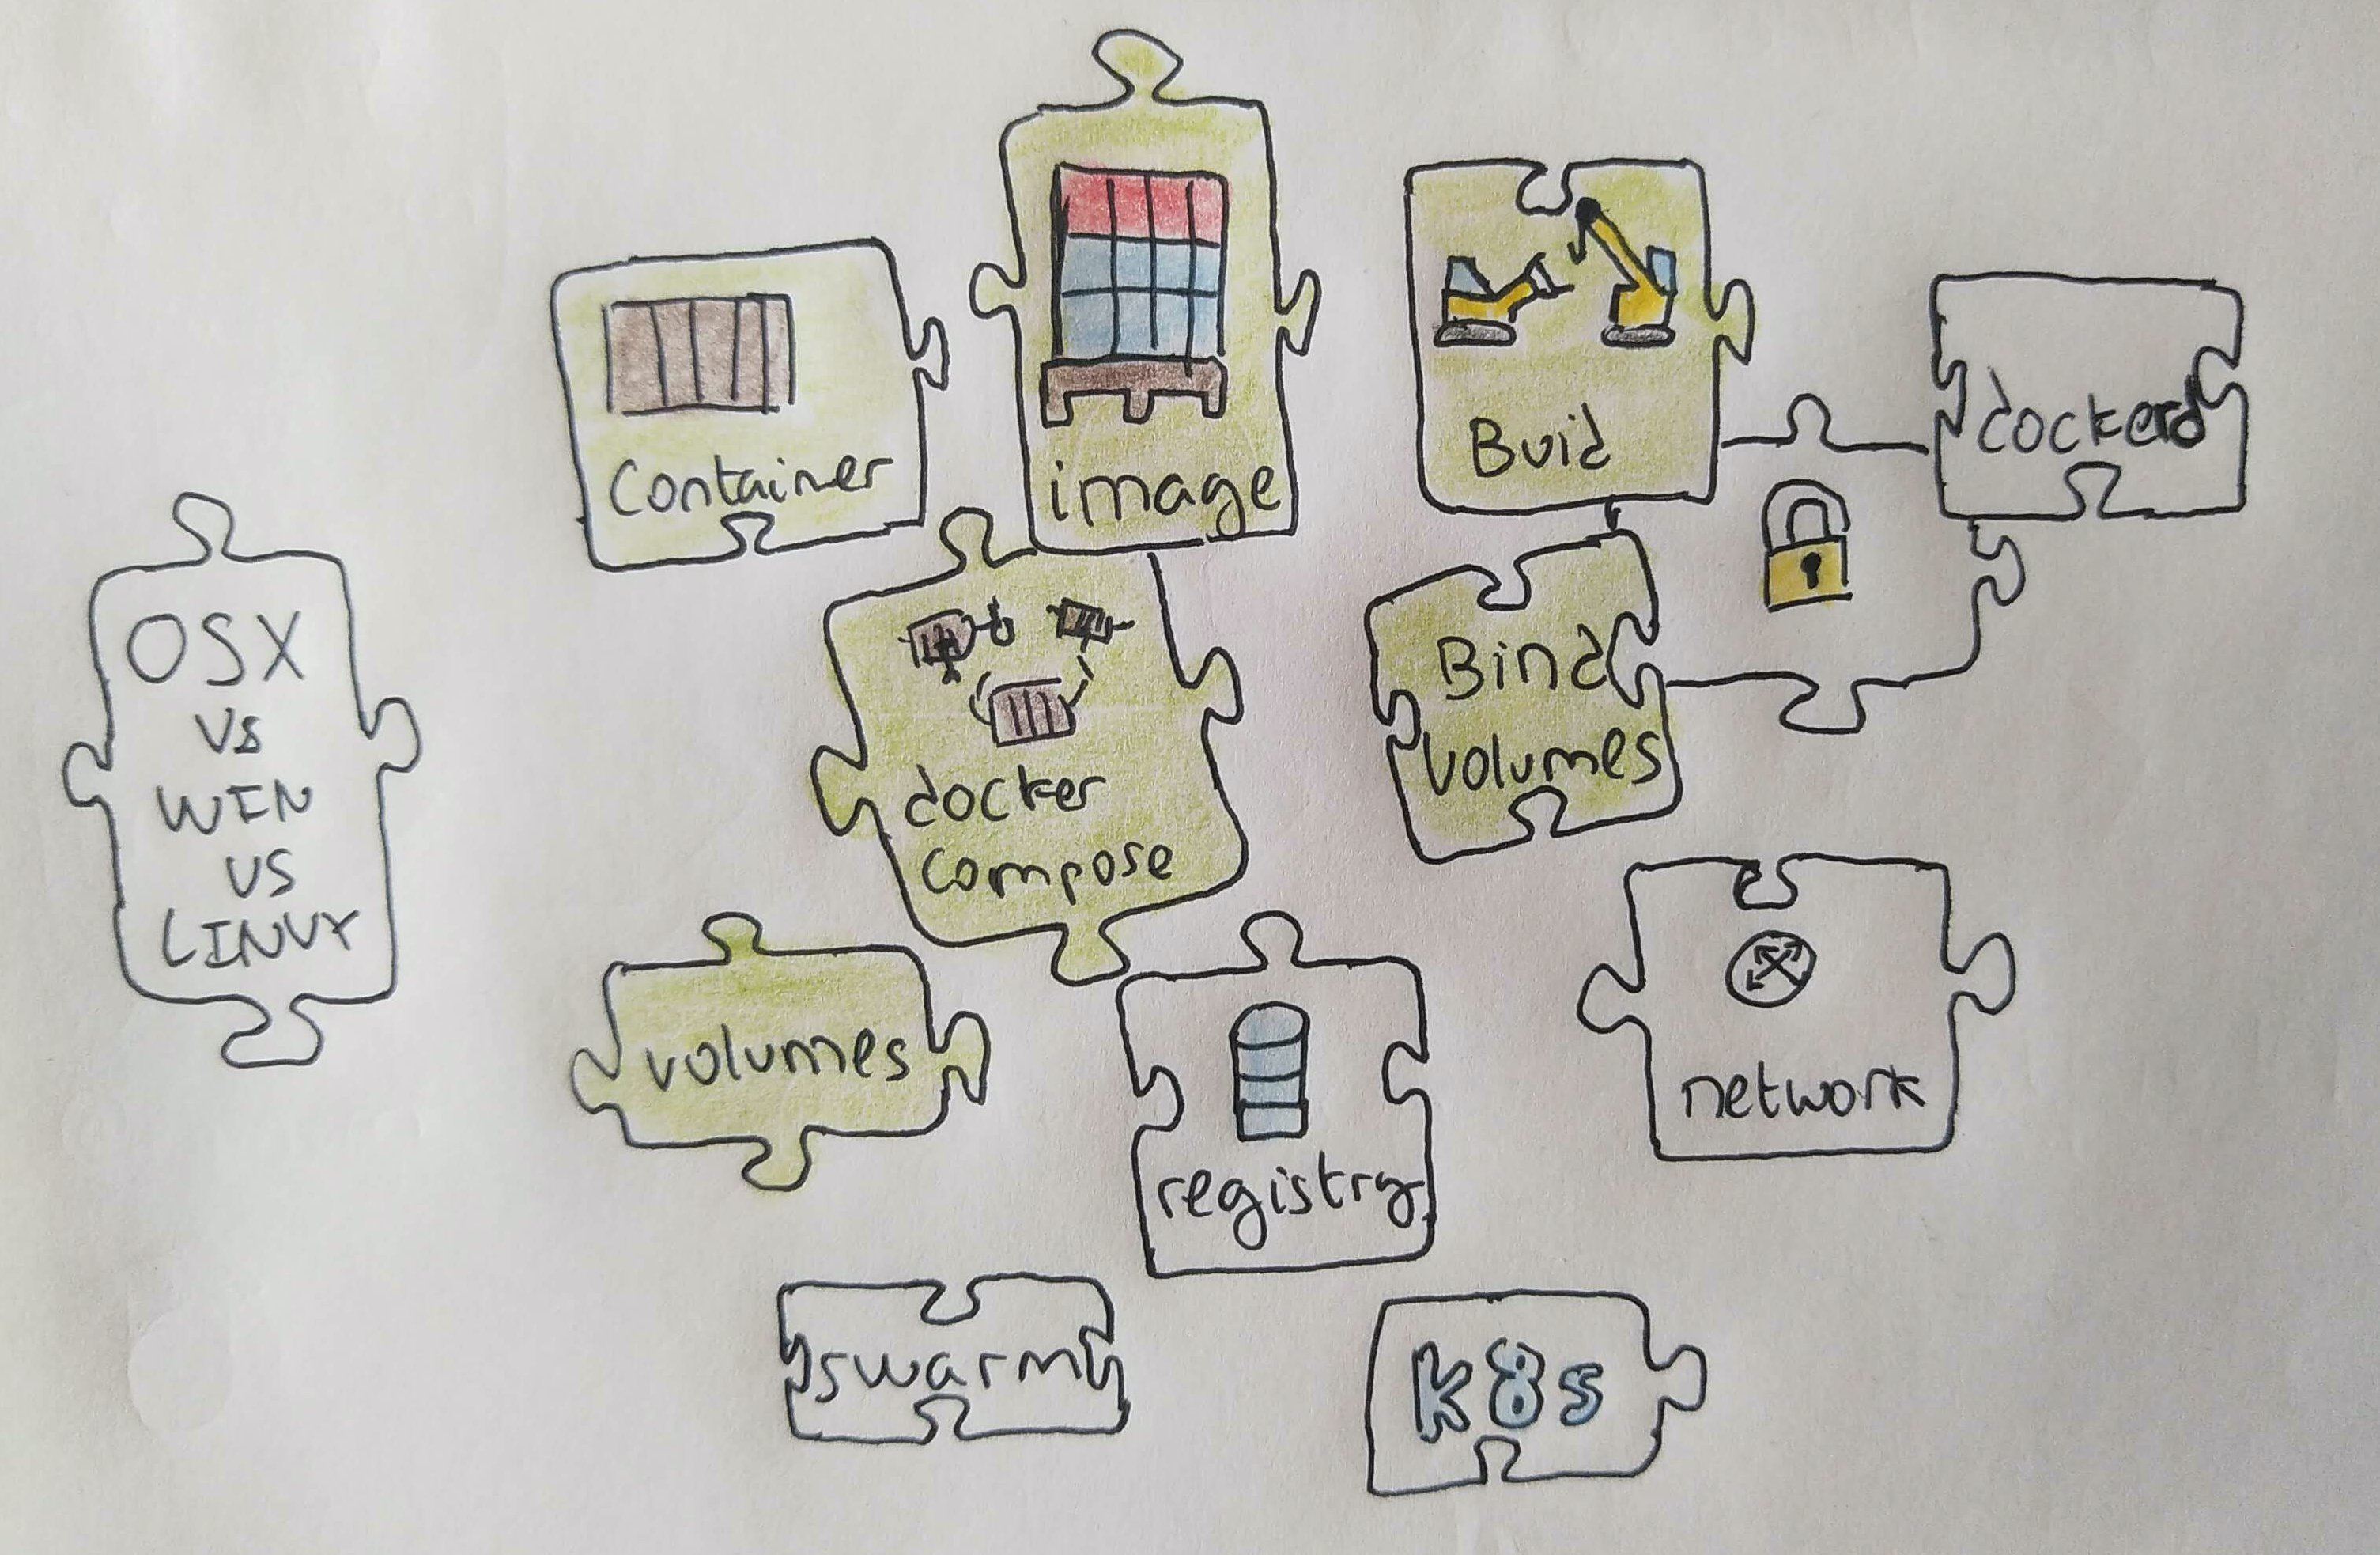 Container
image
Buid
dockerd
OSX
vs
WIN
vs
LINUX
docker
compose
Bind
volumes
volumes
registry
network
swarm
K8s